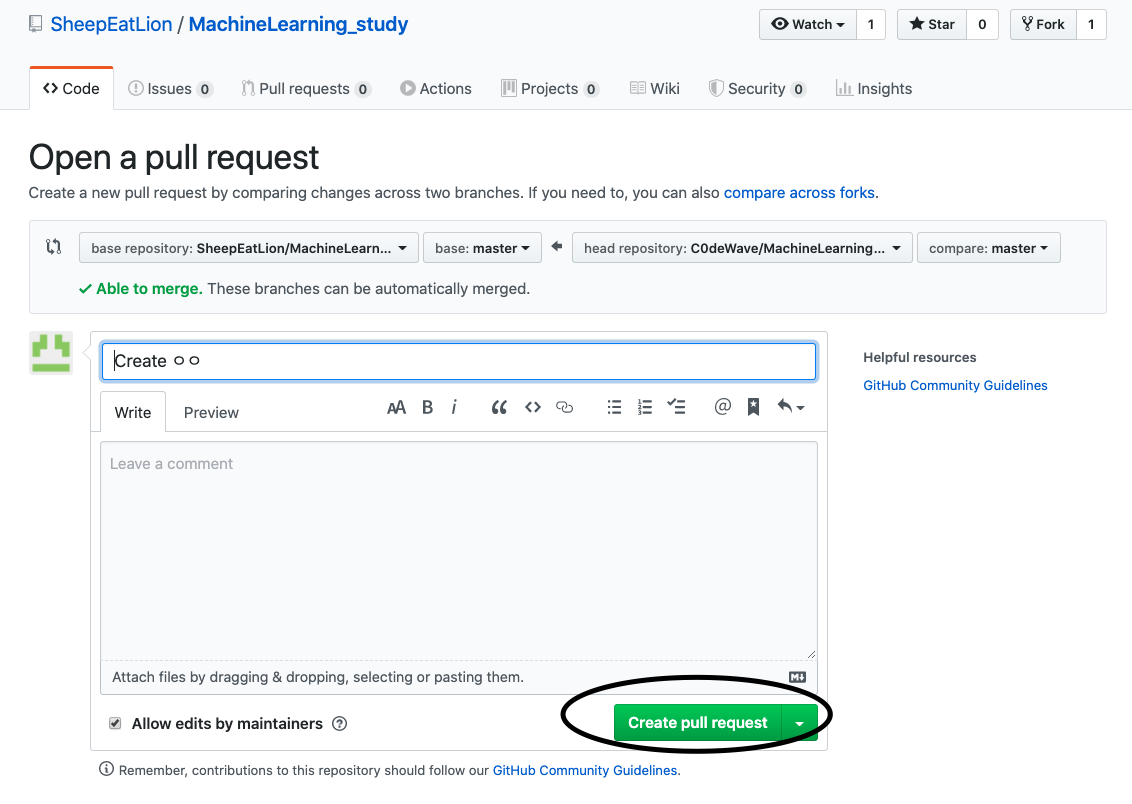 SheepEatLion / MachineLearning_study
Watch 1 Star 0 Fork 1
Code Issues 0 Pull requests 0 Actions Projects 0 Wiki Security 0 Insights
Open a pull request
Create a new pull request by comparing changes across two branches. If you need to, you can also compare across forks.
base repository: SheepEatLion/MachineLearn... base: master head repository: C0deWave/MachineLearning... compare: master
Able to merge. These branches can be automatically merged.
Create ㅇㅇ
Helpful resources
GitHub Community Guidelines
Write Preview AA B i
Leave a comment
Attach files by dragging & dropping, selecting or pasting them.
Allow edits by maintainers
Create pull request
Remember, contributions to this repository should follow our GitHub Community Guidelines.